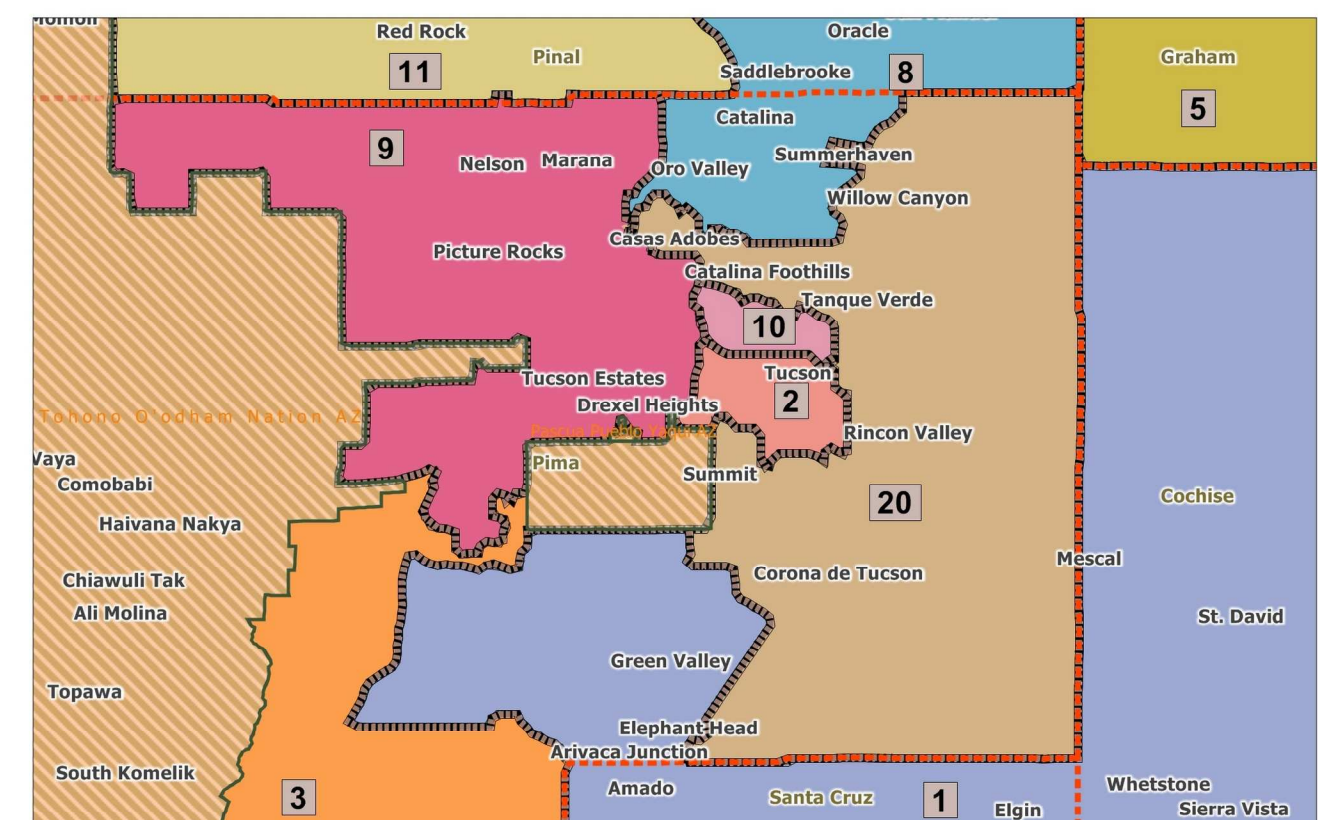 Red Rock
Oracle
11
Pinal
Saddlebrooke
8
Graham
5
Catalina
9
Nelson
Marana
Oro Valley
Summerhaven
Willow Canyon
Casas Adobes
Picture Rocks
Catalina Foothills
Tanque Verde
10
Tucson Estates
Tucson
2
Drexel Heights
Tohono O'odham Nation AZ
Pascua Pueblo Yaqui AZ
Rincon Valley
Vaya
Pima
Summit
Comobabi
20
Cochise
Haivana Nakya
Mescal
Chiawuli Tak
Corona de Tucson
Ali Molina
St. David
Green Valley
Topawa
Elephant Head
Arivaca Junction
South Komelik
Amado
3
Santa Cruz
1
Whetstone
Elgin
Sierra Vista